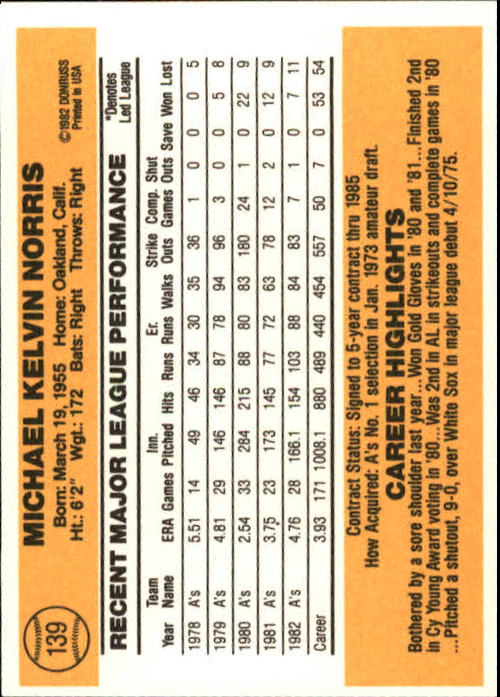 139
MICHAEL KELVIN NORRIS
©1982 DONRUSS
Printed in USA
Born: March 19, 1955 Home: Oakland, Calif.
Ht.: 6'2" Wgt.: 172 Bats: Right Throws: Right
RECENT MAJOR LEAGUE PERFORMANCE
*Denotes
Led League
Team Inn. Er. Strike Comp. Shut
Year Name ERA Games Pitched Hits Runs Runs Walks Outs Games Outs Save Won Lost
1978 A's 5.51 14 49 46 34 30 35 36 1 0 0 0 5
1979 A's 4.81 29 146 146 87 78 94 96 3 0 0 5 8
1980 A's 2.54 33 284 215 88 80 83 180 24 1 0 22 9
1981 A's 3.75 23 173 145 77 72 63 78 12 2 0 12 9
1982 A's 4.76 28 166.1 154 103 88 84 83 7 1 0 7 11
Career 3.93 171 1008.1 880 489 440 454 557 50 7 0 53 54
Contract Status: Signed to 5-year contract thru 1985
How Acquired: A's No. 1 selection in Jan. 1973 amateur draft.
CAREER HIGHLIGHTS
Bothered by a sore shoulder last year...Won Gold Gloves in '80 and '81...Finished 2nd
in Cy Young Award voting in '80...Was 2nd in AL in strikeouts and complete games in '80
...Pitched a shutout, 9-0, over White Sox in major league debut 4/10/75.